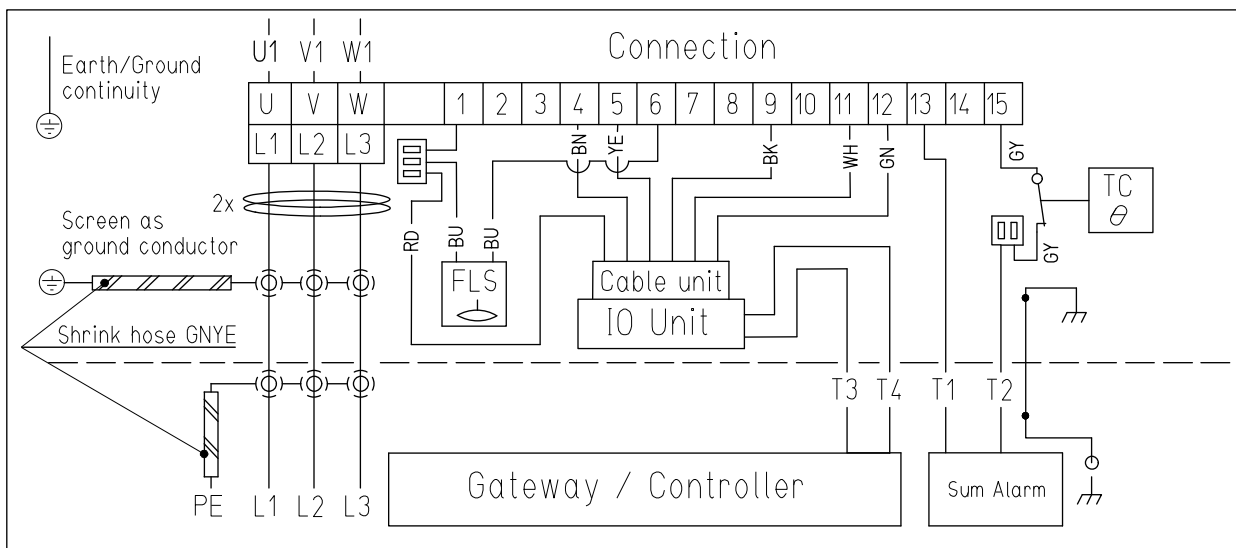 U1 V1 W1
Connection
Earth/Ground
continuity
U V W 1 2 3 4 5 6 7 8 9 10 11 12 13 14 15
L1 L2 L3
BN YE BK WH GN GY
2x
TC
θ
Screen as
ground conductor
RD BU BU GY
FLS
Cable unit
IO Unit
Shrink hose GNYE
T3 T4 T1 T2
Gateway / Controller
Sum Alarm
PE L1 L2 L3